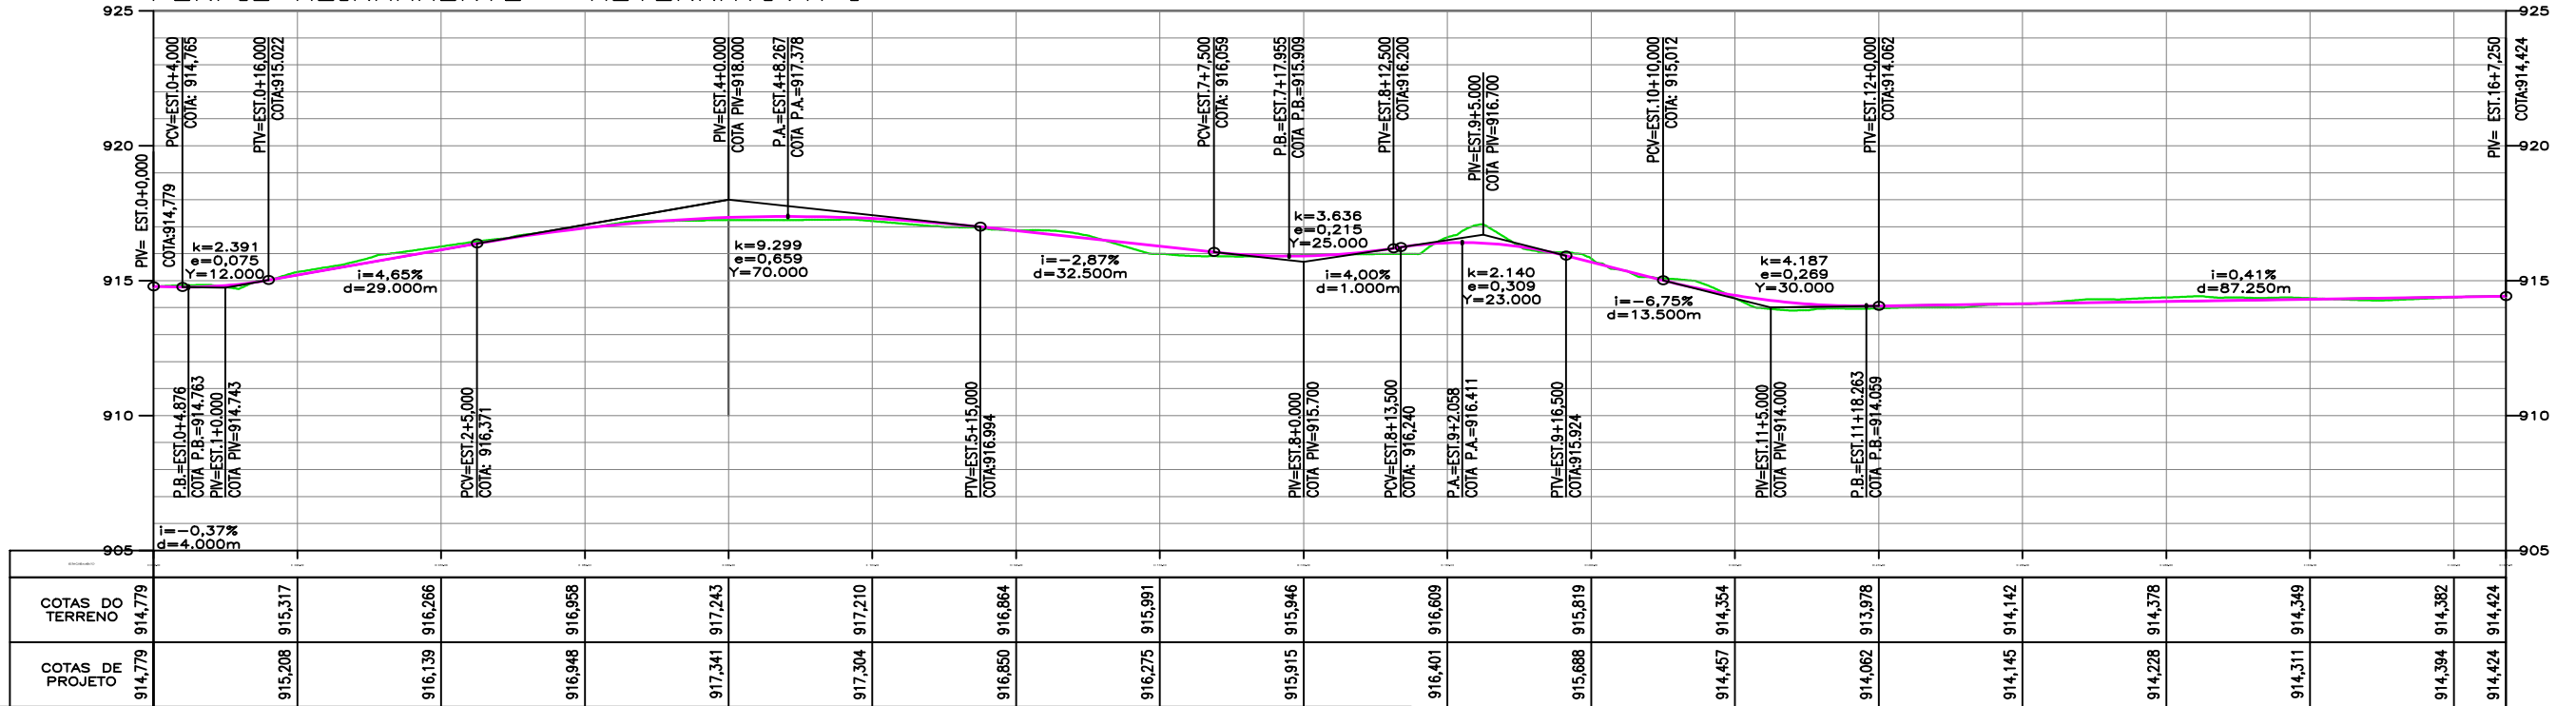 925
925
PCV=EST.0+4,000
COTA: 914,765
PTV=EST.0+16,000
COTA:915.022
PIV=EST.4+0.000
COTA PIV=918.000
P.A.=EST.4+8.267
COTA P.A.=917.378
PCV=EST.7+7,500
COTA: 916,059
P.B.=EST.7+17.955
COTA P.B.=915.909
PTV=EST.8+12,500
COTA:916.200
PIV=EST.9+5.000
COTA PIV=916.700
PCV=EST.10+10,000
COTA: 915,012
PTV=EST.12+0,000
COTA:914.062
PIV= EST.16+7,250
COTA:914,424
920
920
PIV= EST.0+0,000
COTA:914,779
k=2.391
e=0,075
Y=12.000
i=4,65%
d=29.000m
k=9.299
e=0,659
Y=70.000
i=-2,87%
d=32.500m
k=3.636
e=0,215
Y=25.000
i=4,00%
d=1.000m
k=2.140
e=0,309
Y=23.000
i=-6,75%
d=13.500m
k=4.187
e=0,269
Y=30.000
i=0,41%
d=87.250m
915
915
910
910
P.B.=EST.0+4.876
COTA P.B.=914.763
PIV=EST.1+0.000
COTA PIV=914.743
PCV=EST.2+5,000
COTA: 916,371
PTV=EST.5+15,000
COTA:916.994
PIV=EST.8+0.000
COTA PIV=915.700
PCV=EST.8+13,500
COTA: 916,240
P.A.=EST.9+2.058
COTA P.A.=916.411
PTV=EST.9+16,500
COTA:915.924
PIV=EST.11+5.000
COTA PIV=914.000
P.B.=EST.11+18.263
COTA P.B.=914.059
i=-0,37%
d=4.000m
905
905
COTAS DO
TERRENO
914,779
915,317
916,266
916,958
917,243
917,210
916,864
915,991
915,946
916,609
915,819
914,354
913,978
914,142
914,378
914,349
914,382
914,424
COTAS DE
PROJETO
914,779
915,208
916,139
916,948
917,341
917,304
916,850
916,275
915,915
916,401
915,688
914,457
914,062
914,145
914,228
914,311
914,394
914,424